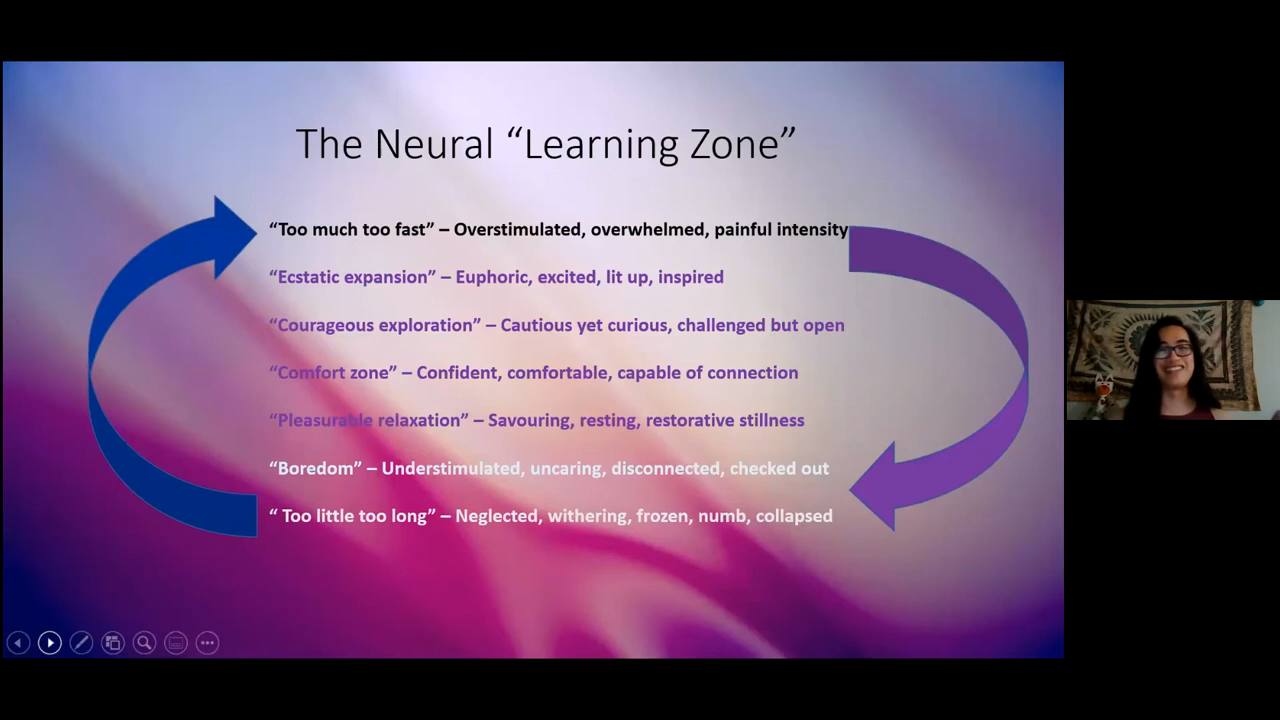 The Neural “Learning Zone”
“Too much too fast” – Overstimulated, overwhelmed, painful intensity
“Ecstatic expansion” – Euphoric, excited, lit up, inspired
“Courageous exploration” – Cautious yet curious, challenged but open
“Comfort zone” – Confident, comfortable, capable of connection
“Pleasurable relaxation” – Savouring, resting, restorative stillness
“Boredom” – Understimulated, uncaring, disconnected, checked out
“ Too little too long” – Neglected, withering, frozen, numb, collapsed